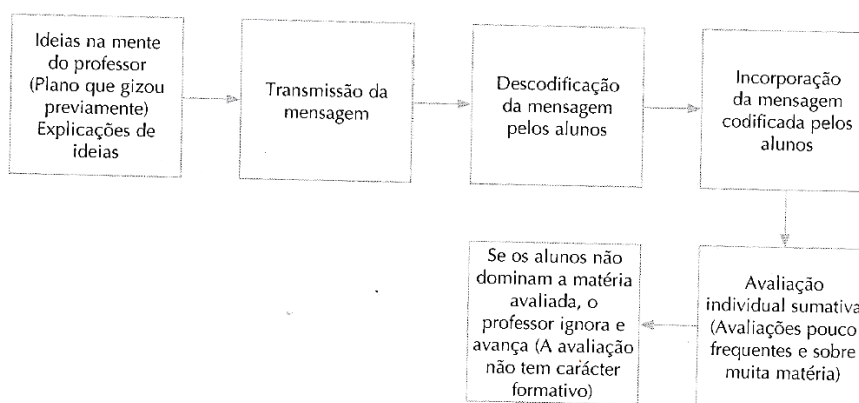 Ideias na mente
do professor
(Plano que gizou
previamente)
Explicações de
ideias
Transmissão da
mensagem
Descodificação
da mensagem
pelos alunos
Incorporação
da mensagem
codificada pelos
alunos
Avaliação
individual sumativa
(Avaliações pouco
frequentes e sobre
muita matéria)
Se os alunos não
dominam a matéria
avaliada, o
professor ignora e
avança (A avaliação
não tem carácter
formativo)